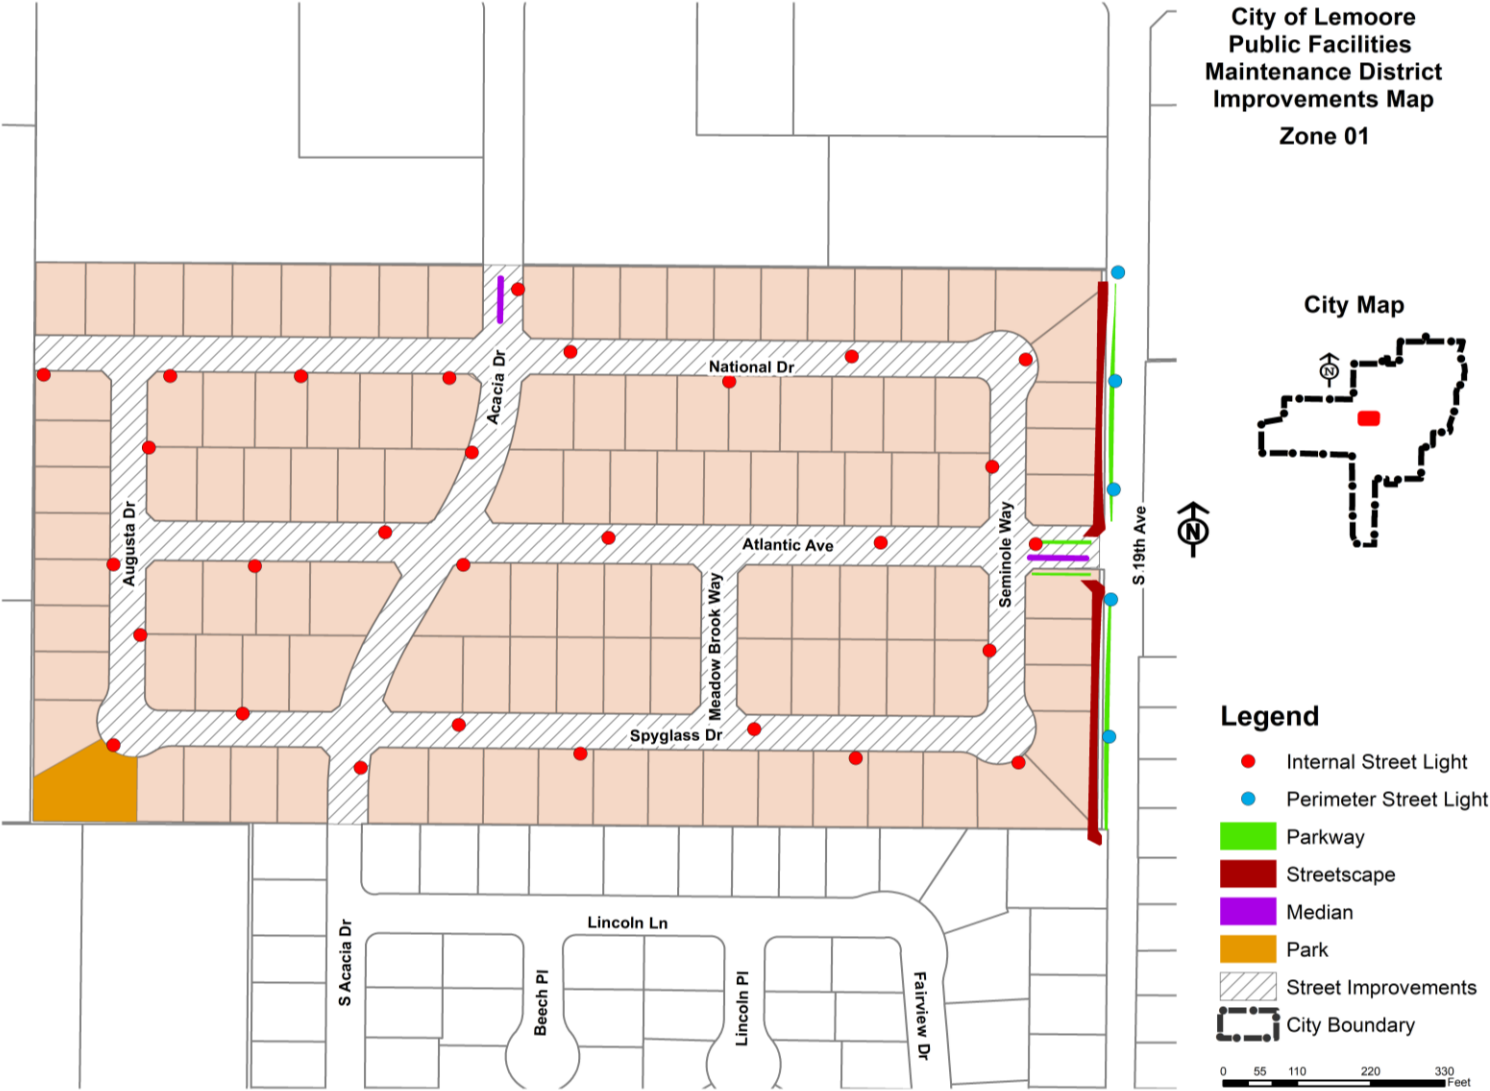 City of Lemoore
Public Facilities
Maintenance District
Improvements Map
Zone 01
City Map
N
N
National Dr
Acacia Dr
Augusta Dr
Atlantic Ave
Seminole Way
S 19th Ave
Meadow Brook Way
Spyglass Dr
Lincoln Ln
S Acacia Dr
Beech Pl
Lincoln Pl
Fairview Dr
Legend
Internal Street Light
Perimeter Street Light
Parkway
Streetscape
Median
Park
Street Improvements
City Boundary
0 55 110 220 330
Feet